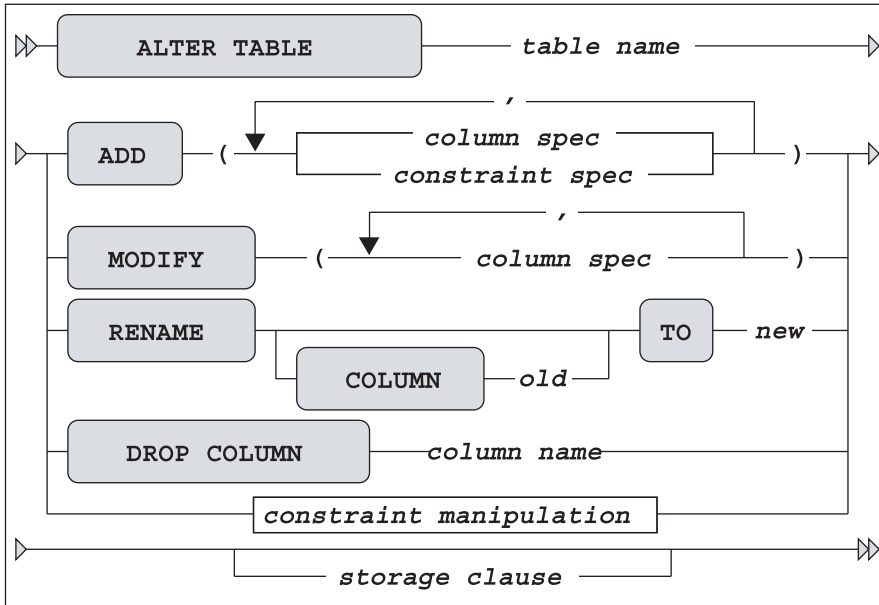 ALTER TABLE table name
,
ADD ( column spec )
constraint spec
,
MODIFY ( column spec )
RENAME TO new
COLUMN old
DROP COLUMN column name
constraint manipulation
storage clause